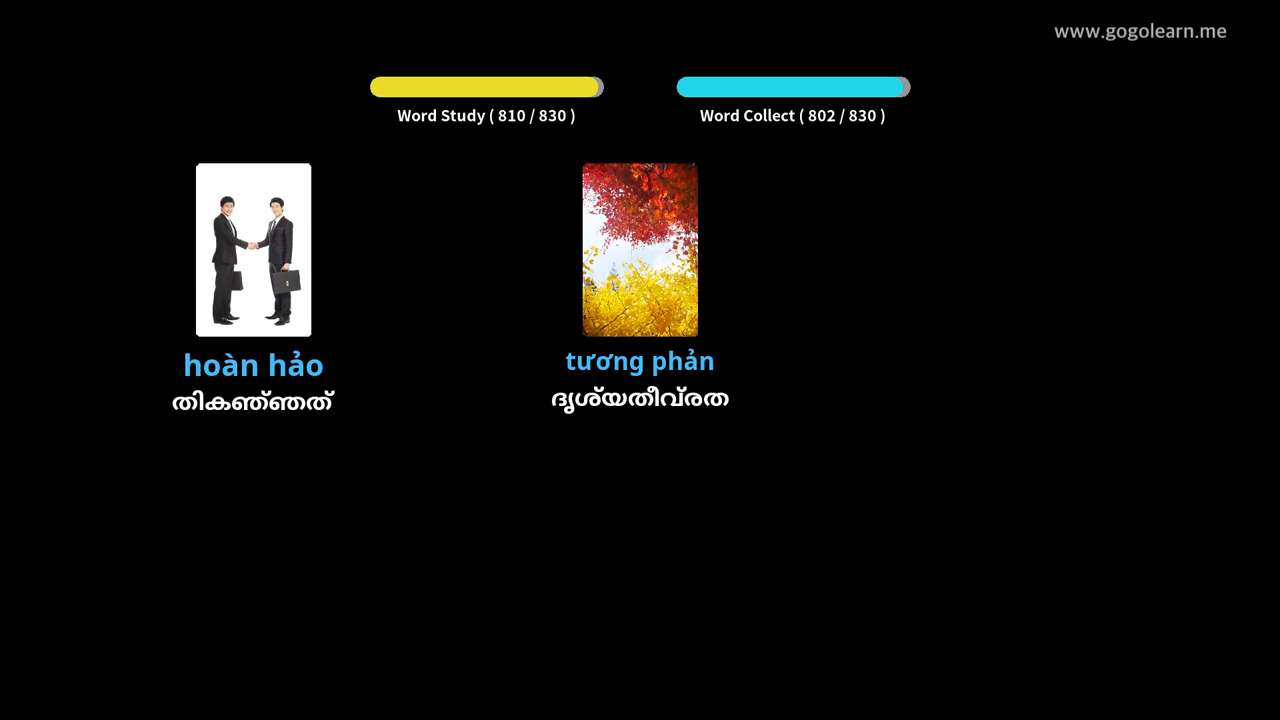 www.gogolearn.me
Word Study ( 810 / 830 )
Word Collect ( 802 / 830 )
hoàn hảo
തികഞ്ഞത്
tương phản
ദൃശ്യതീവ്രത